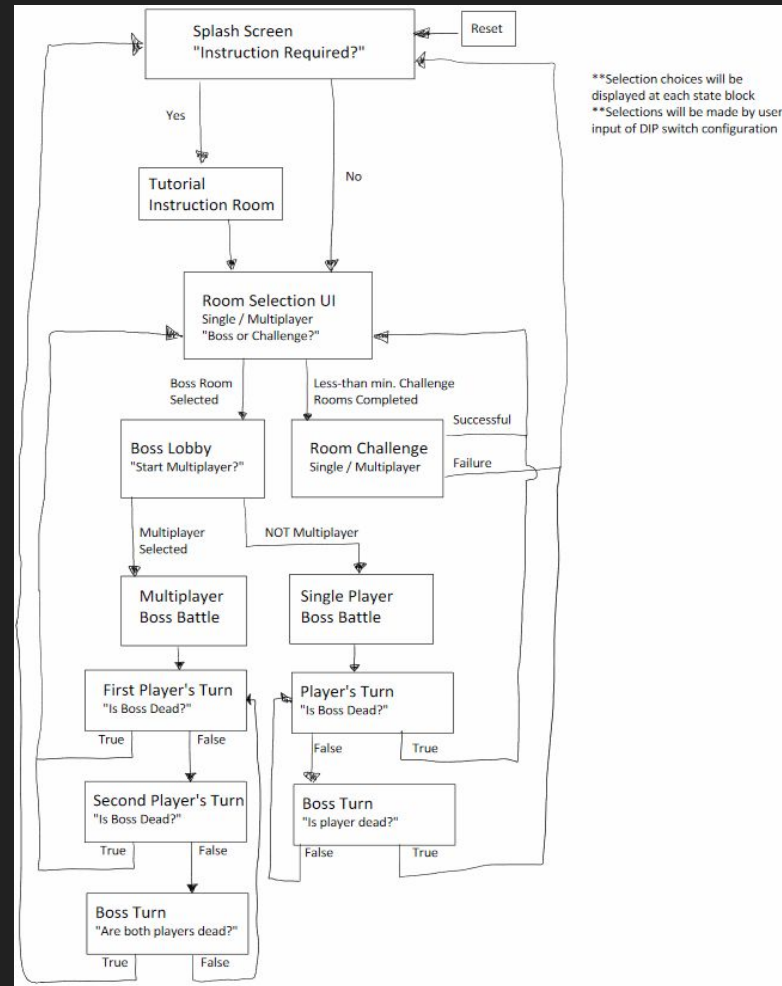 Splash Screen
"Instruction Required?"
Reset
**Selection choices will be
displayed at each state block
**Selections will be made by user
input of DIP switch configuration
Yes
No
Tutorial
Instruction Room
Room Selection UI
Single / Multiplayer
"Boss or Challenge?"
Boss Room
Selected
Less-than min. Challenge
Rooms Completed
Boss Lobby
"Start Multiplayer?"
Room Challenge
Single / Multiplayer
Successful
Failure
Multiplayer
Selected
NOT Multiplayer
Multiplayer
Boss Battle
Single Player
Boss Battle
First Player's Turn
"Is Boss Dead?"
Player's Turn
"Is Boss Dead?"
True
False
False
True
Second Player's Turn
"Is Boss Dead?"
Boss Turn
"Is player dead?"
True
False
False
True
Boss Turn
"Are both players dead?"
True
False